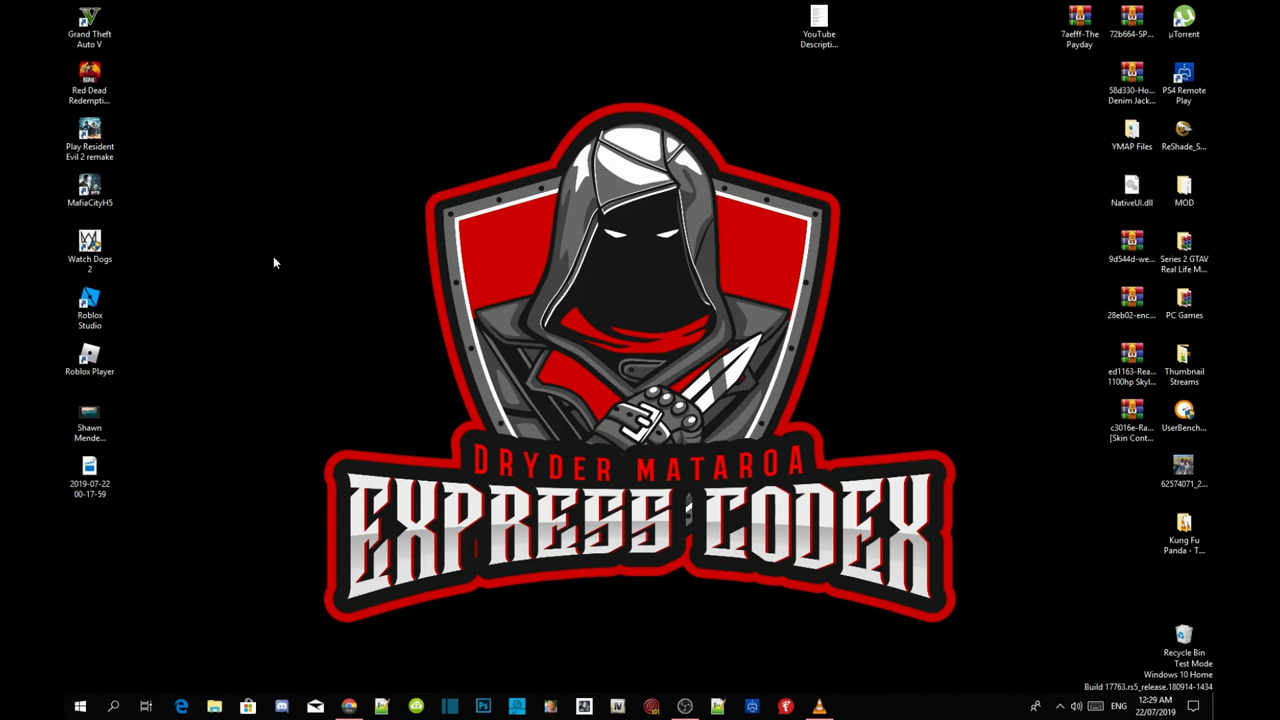 Grand Theft
Auto V
Red Dead
Redempti...
Play Resident
Evil 2 remake
MafiaCityH5
Watch Dogs
2
Roblox
Studio
Roblox Player
Shawn
Mende...
2019-07-22
00-17-59
YouTube
Descripti...
7aefff-The
Payday
72b664-SP...
µTorrent
58d330-Ho...
Denim Jack...
PS4 Remote
Play
YMAP Files
ReShade_S...
NativeUI.dll
MOD
9d544d-we...
Series 2 GTAV
Real Life M...
28eb02-enc...
PC Games
ed1163-Rea...
1100hp Skyl...
Thumbnail
Streams
c3016e-Ra...
[Skin Cont...
UserBench...
62574071_2...
Kung Fu
Panda - T...
DRYDER MATAROA
EXPRESS CODEX
Recycle Bin
Test Mode
Windows 10 Home
Build 17763.rs5_release.180914-1434
Ps
IV
ENG
12:29 AM
22/07/2019